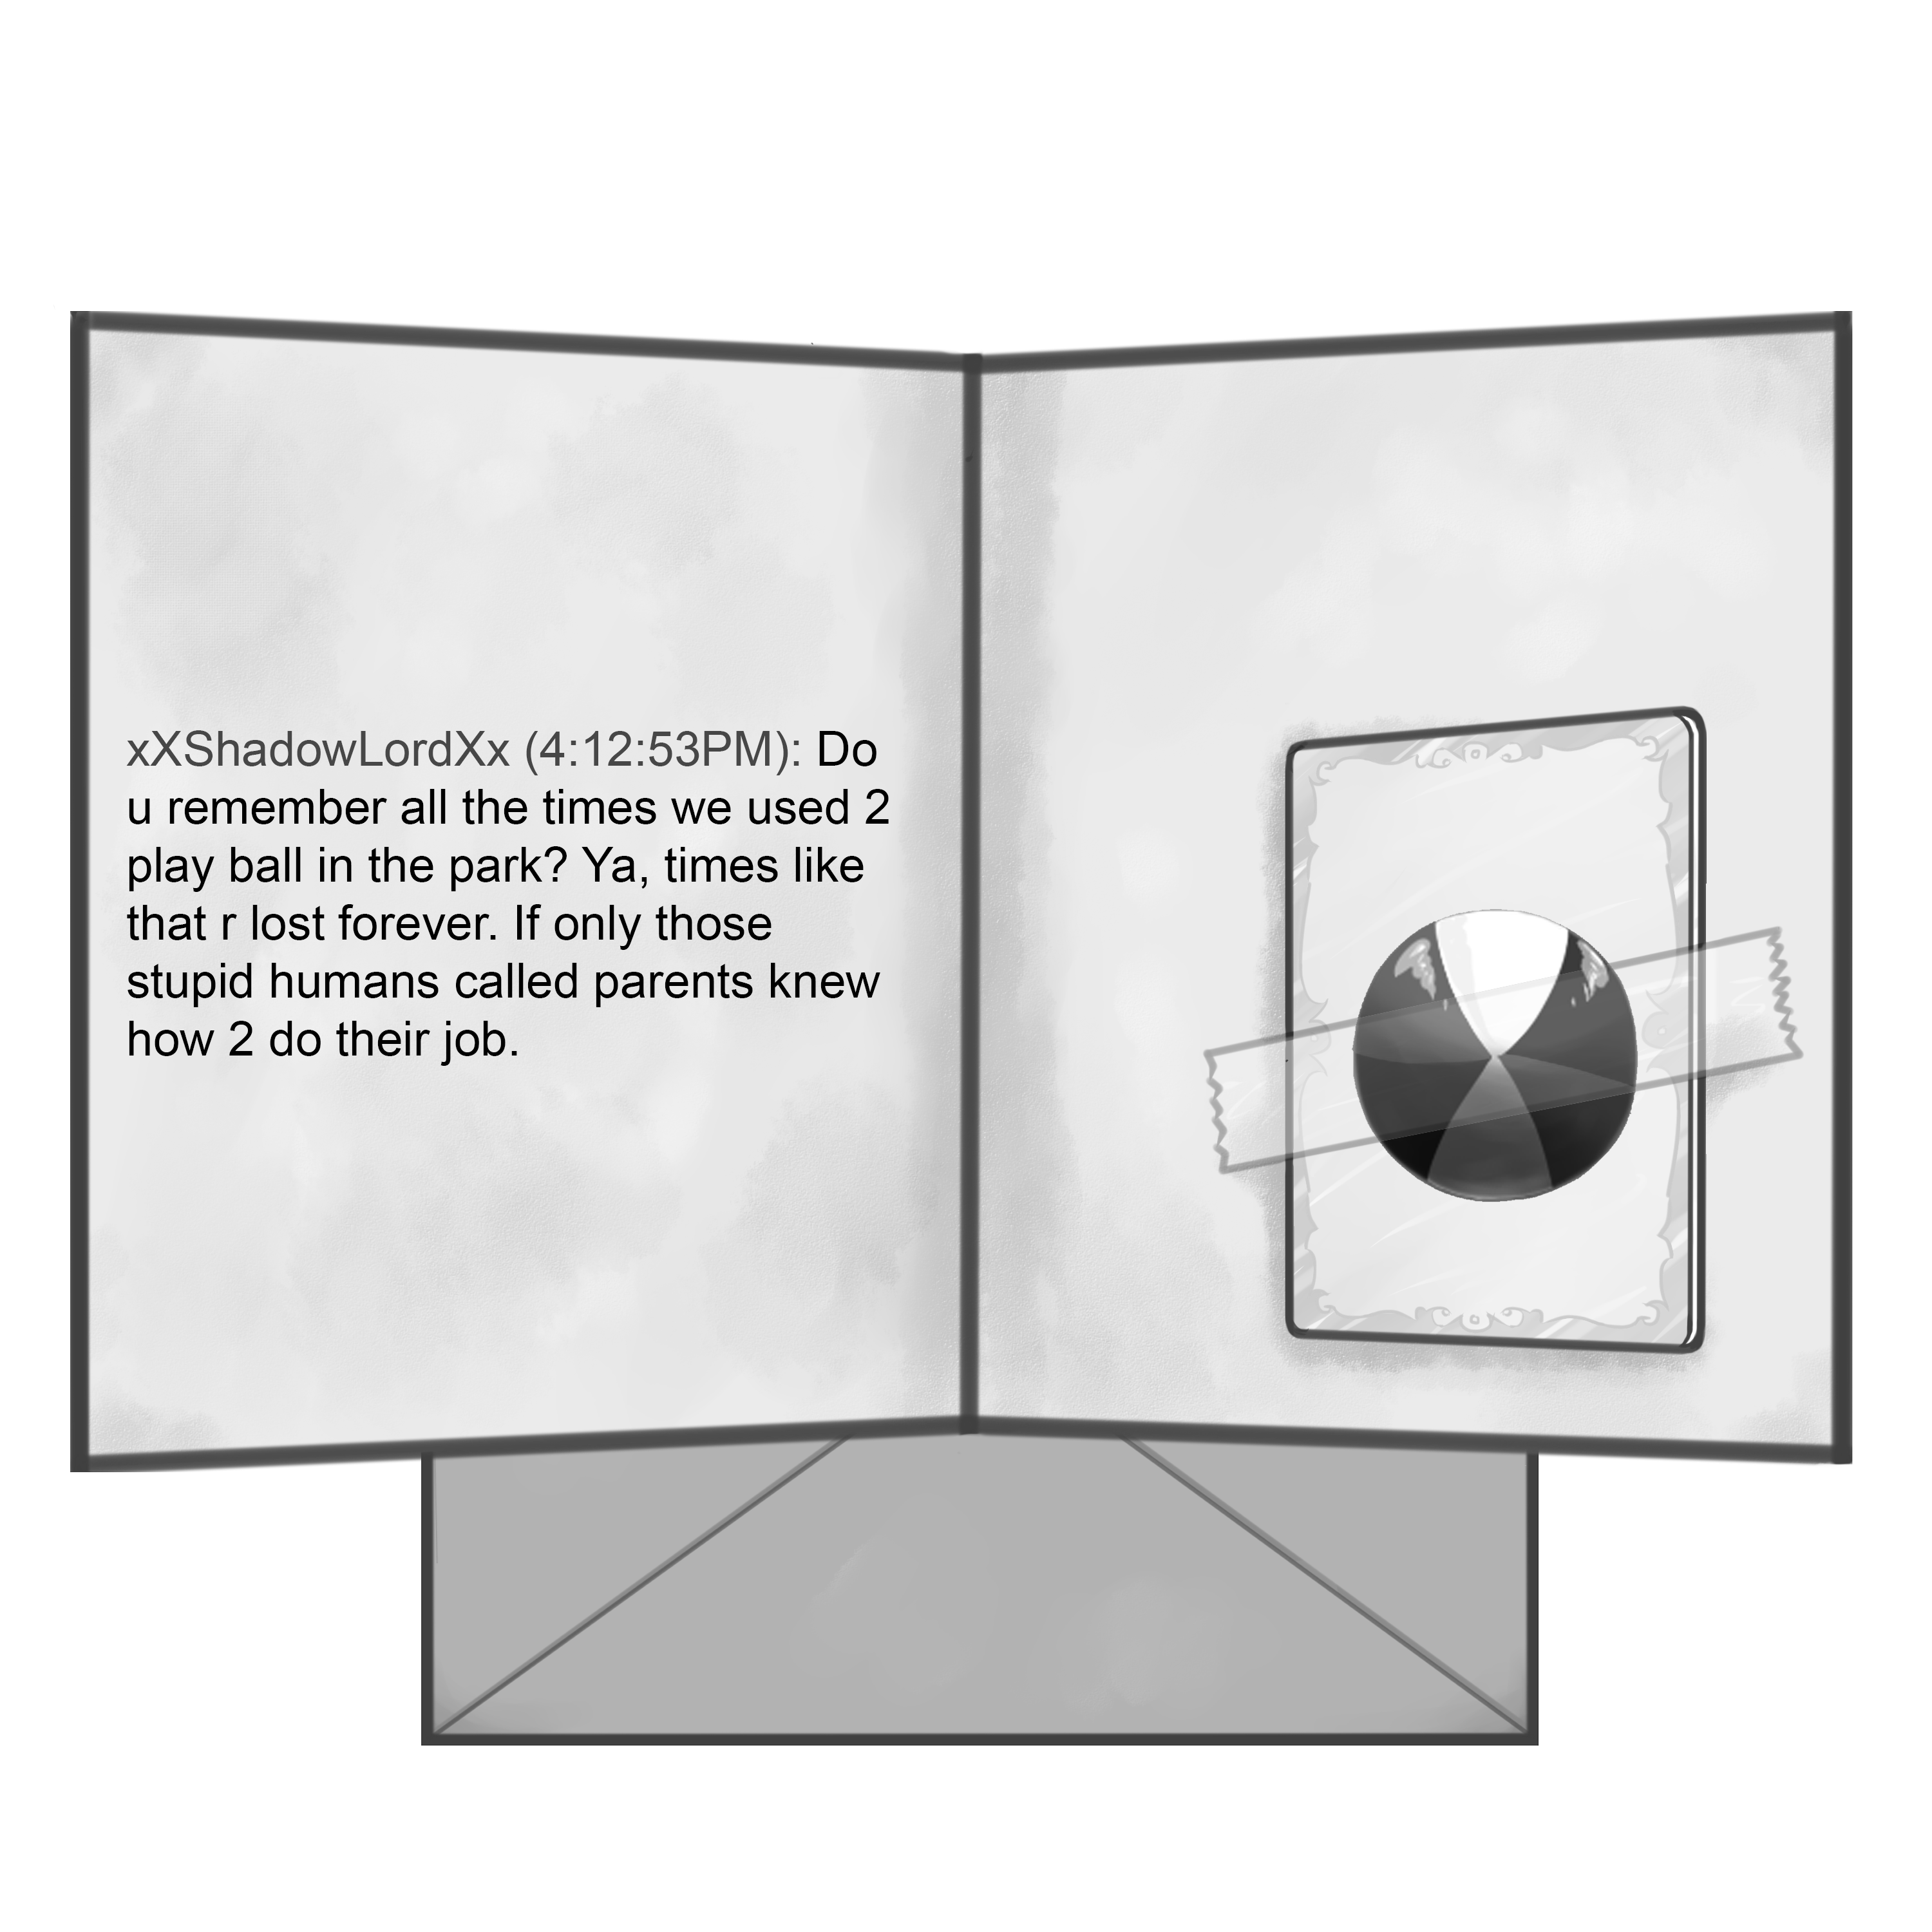 xXShadowLordXx (4:12:53PM): Do
u remember all the times we used 2
play ball in the park? Ya, times like
that r lost forever. If only those
stupid humans called parents knew
how 2 do their job.